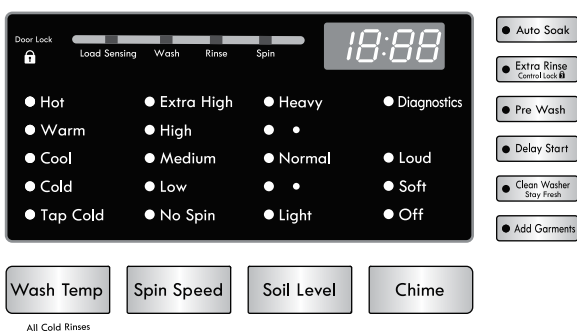 Door Lock
Load Sensing Wash Rinse Spin
18:88
Hot Extra High Heavy Diagnostics
Warm High
Cool Medium Normal Loud
Cold Low Soft
Tap Cold No Spin Light Off
Auto Soak
Extra Rinse
Control Lock
Pre Wash
Delay Start
Clean Washer
Stay Fresh
Add Garments
Wash Temp Spin Speed Soil Level Chime
All Cold Rinses